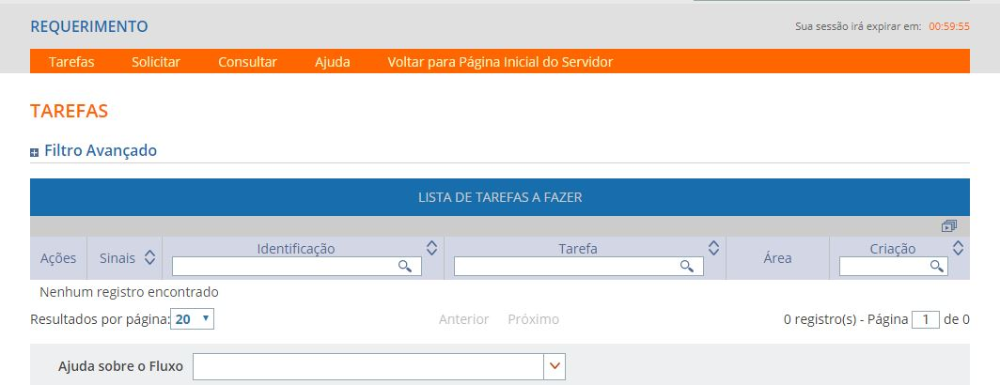 REQUERIMENTO
Sua sessão irá expirar em: 00:59:55
Tarefas Solicitar Consultar Ajuda Voltar para Página Inicial do Servidor
TAREFAS
Filtro Avançado
LISTA DE TAREFAS A FAZER
Ações Sinais Identificação Tarefa Área Criação
Nenhum registro encontrado
Resultados por página: 20 Anterior Próximo 0 registro(s) - Página 1 de 0
Ajuda sobre o Fluxo